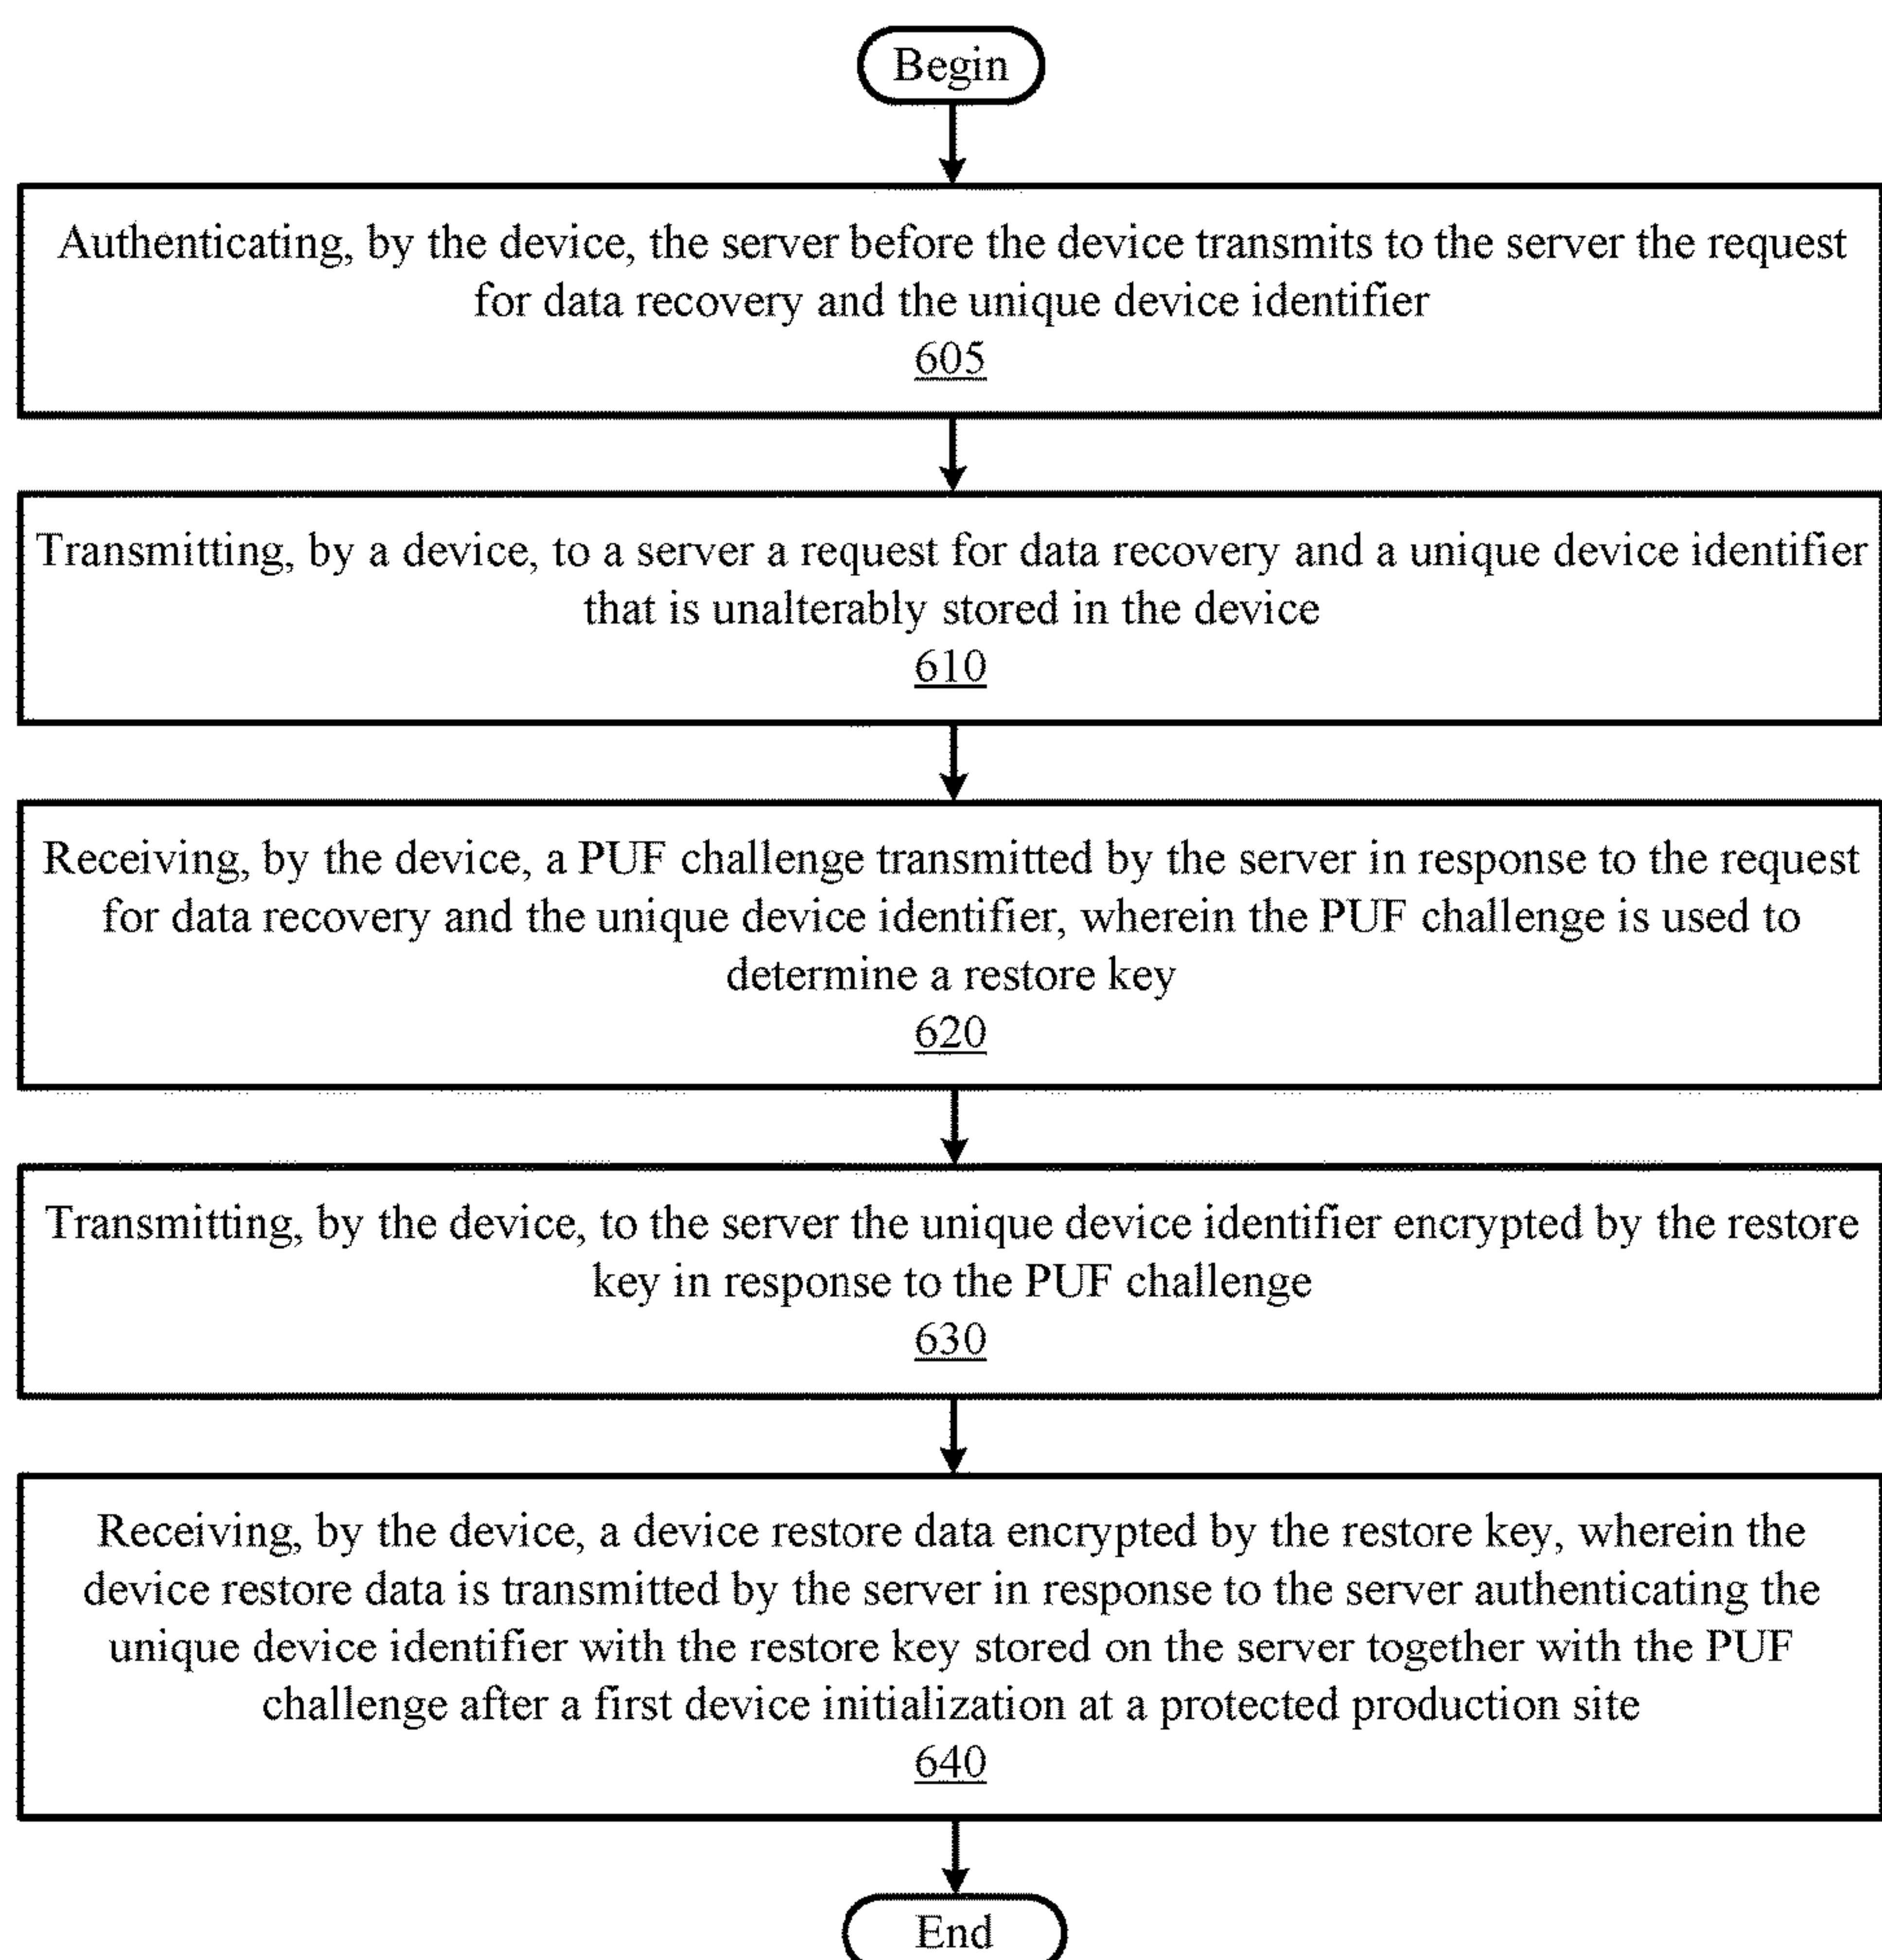 Begin
Authenticating, by the device, the server before the device transmits to the server the request
for data recovery and the unique device identifier
605
Transmitting, by a device, to a server a request for data recovery and a unique device identifier
that is unalterably stored in the device
610
Receiving, by the device, a PUF challenge transmitted by the server in response to the request
for data recovery and the unique device identifier, wherein the PUF challenge is used to
determine a restore key
620
Transmitting, by the device, to the server the unique device identifier encrypted by the restore
key in response to the PUF challenge
630
Receiving, by the device, a device restore data encrypted by the restore key, wherein the
device restore data is transmitted by the server in response to the server authenticating the
unique device identifier with the restore key stored on the server together with the PUF
challenge after a first device initialization at a protected production site
640
End